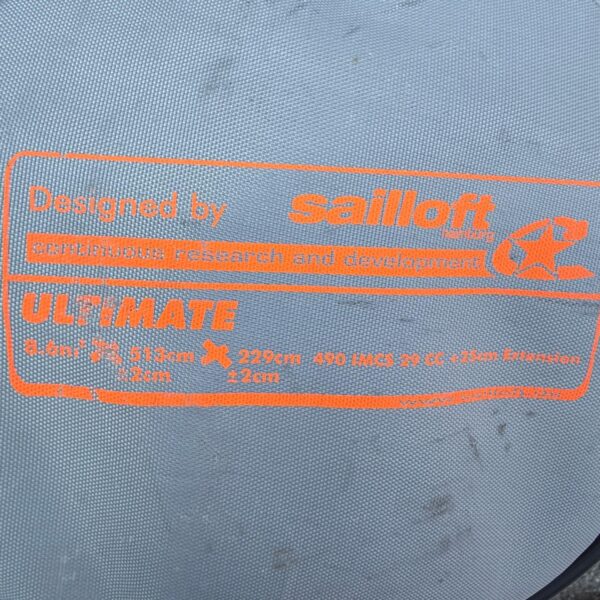 Designed by sailloft
hamburg
continuous research and development
ULTIMATE
8.6m² 513cm 229cm 490 IMCS 29 CC +25cm Extension
±2cm ±2cm